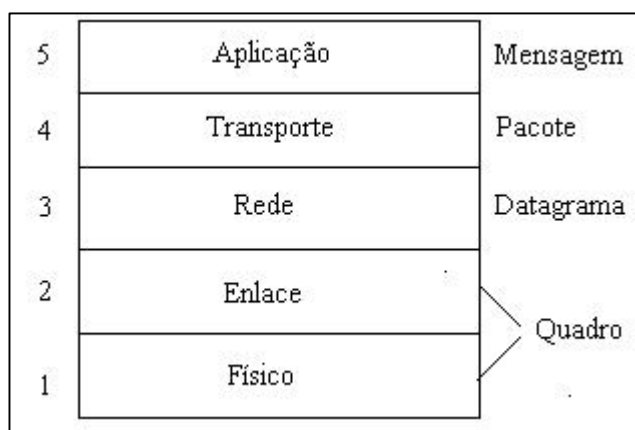 5 Aplicação Mensagem
4 Transporte Pacote
3 Rede Datagrama
2 Enlace
Quadro
1 Físico